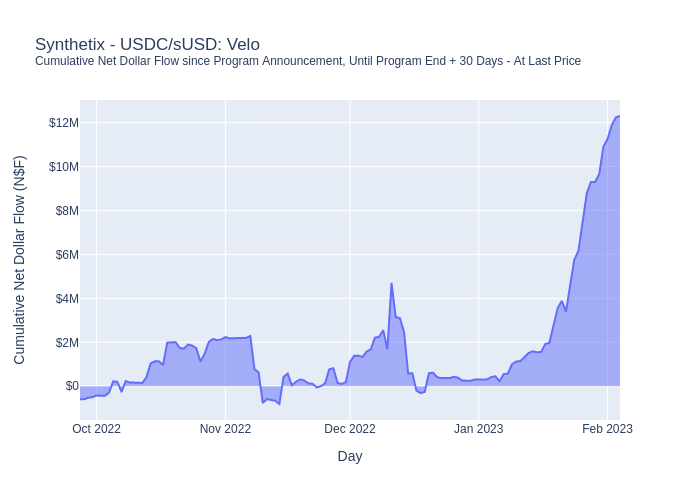 Synthetix - USDC/sUSD: Velo
Cumulative Net Dollar Flow since Program Announcement, Until Program End + 30 Days - At Last Price
Cumulative Net Dollar Flow (N$F)
$12M
$10M
$8M
$6M
$4M
$2M
$0
Oct 2022
Nov 2022
Dec 2022
Jan 2023
Feb 2023
Day